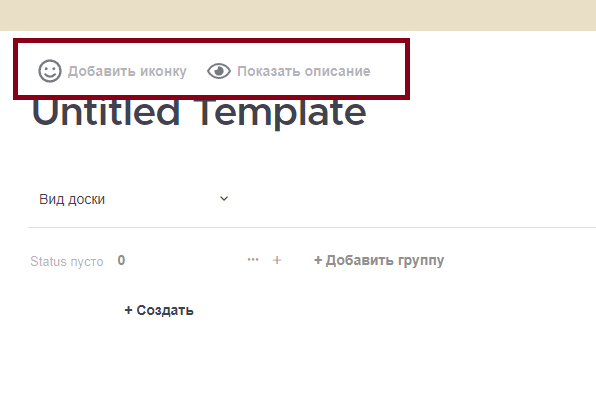 Добавить иконку Показать описание
Untitled Template
Вид доски
Status пусто 0 ... + + Добавить группу
+ Создать